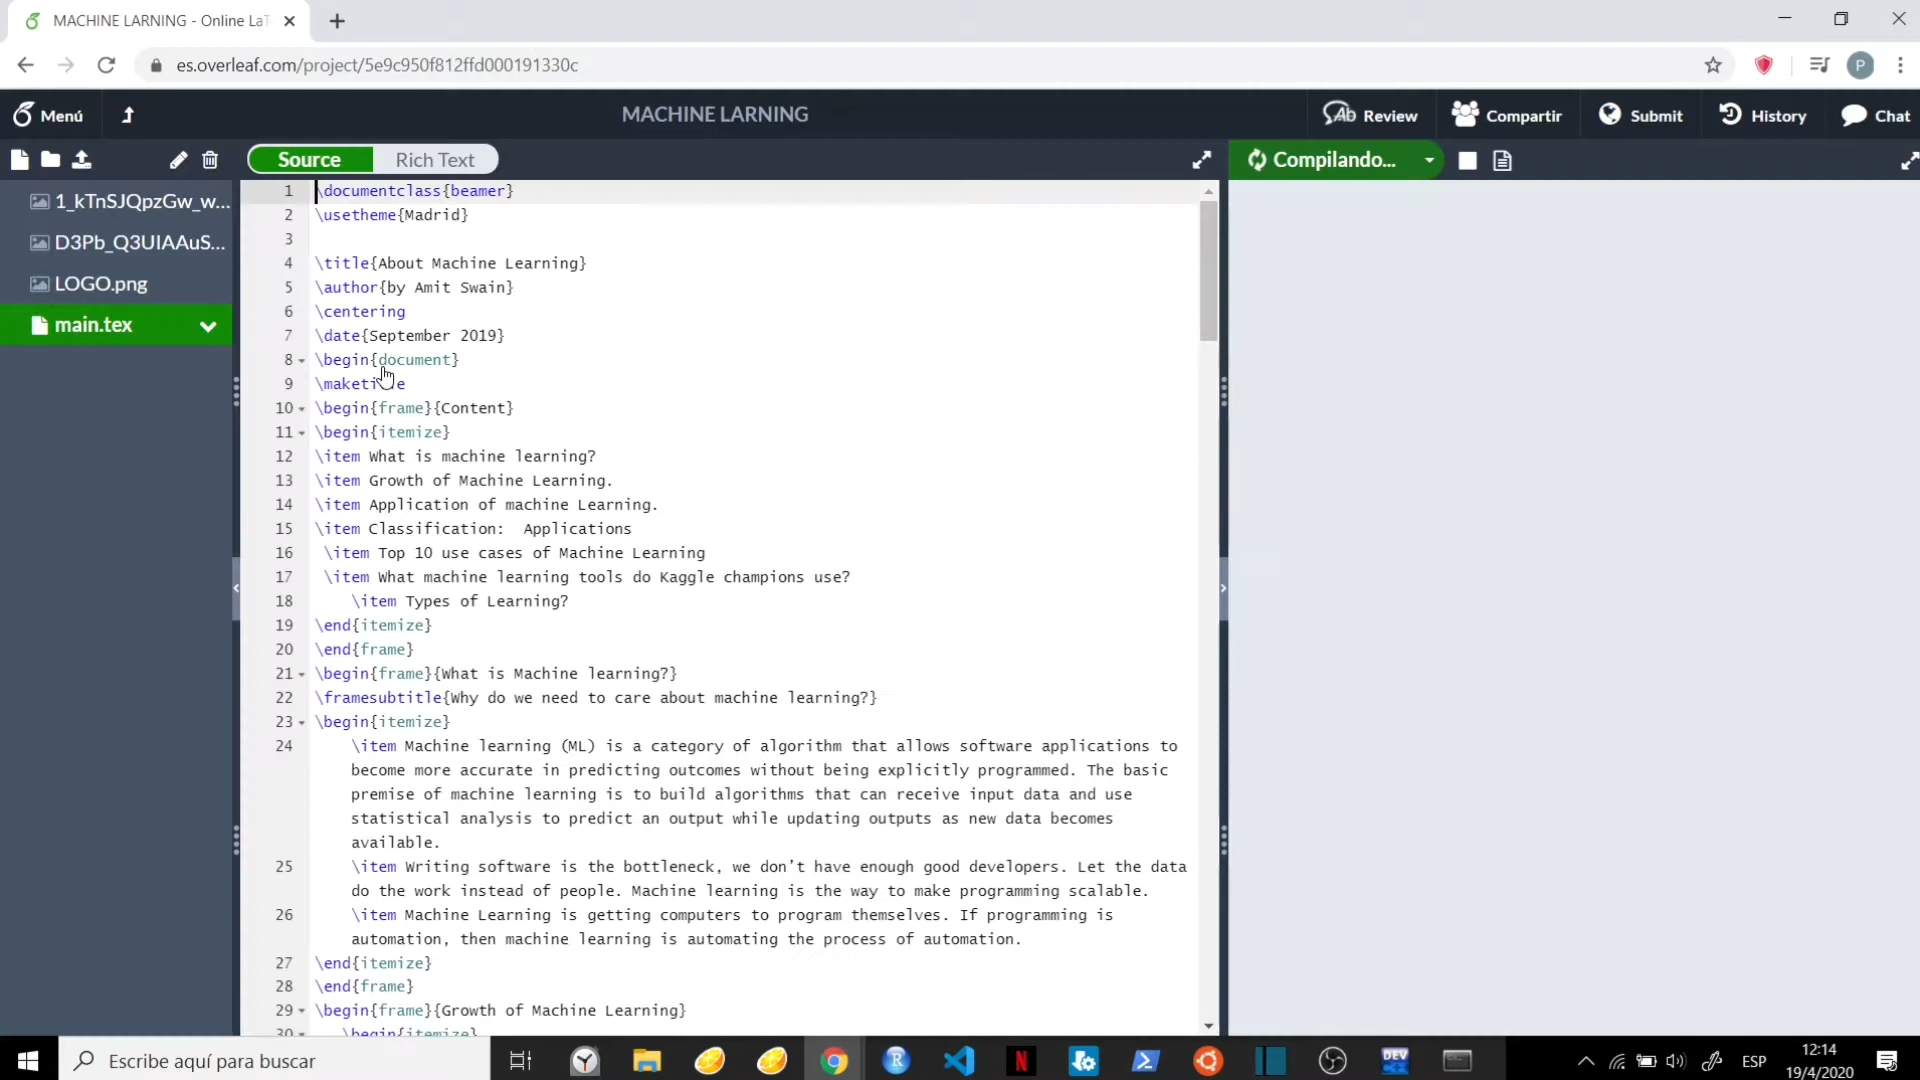 MACHINE LARNING - Online LaT
es.overleaf.com/project/5e9c950f812ffd000191330c
P
Menú
MACHINE LARNING
Review
Compartir
Submit
History
Chat
Source
Rich Text
Compilando...
1_kTnSJQpzGw_w...
D3Pb_Q3UIAAuS...
LOGO.png
main.tex
1 \documentclass{beamer}
2 \usetheme{Madrid}
3
4 \title{About Machine Learning}
5 \author{by Amit Swain}
6 \centering
7 \date{September 2019}
8 \begin{document}
9 \maketitle
10 \begin{frame}{Content}
11 \begin{itemize}
12 \item What is machine learning?
13 \item Growth of Machine Learning.
14 \item Application of machine Learning.
15 \item Classification:  Applications
16 \item Top 10 use cases of Machine Learning
17 \item What machine learning tools do Kaggle champions use?
18 \item Types of Learning?
19 \end{itemize}
20 \end{frame}
21 \begin{frame}{What is Machine learning?}
22 \framesubtitle{Why do we need to care about machine learning?}
23 \begin{itemize}
24 \item Machine learning (ML) is a category of algorithm that allows software applications to
become more accurate in predicting outcomes without being explicitly programmed. The basic
premise of machine learning is to build algorithms that can receive input data and use
statistical analysis to predict an output while updating outputs as new data becomes
available.
25 \item Writing software is the bottleneck, we don’t have enough good developers. Let the data
do the work instead of people. Machine learning is the way to make programming scalable.
26 \item Machine Learning is getting computers to program themselves. If programming is
automation, then machine learning is automating the process of automation.
27 \end{itemize}
28 \end{frame}
29 \begin{frame}{Growth of Machine Learning}
30 \begin{itemize}
Escribe aquí para buscar
R
N
DEV
ESP
12:14
19/4/2020